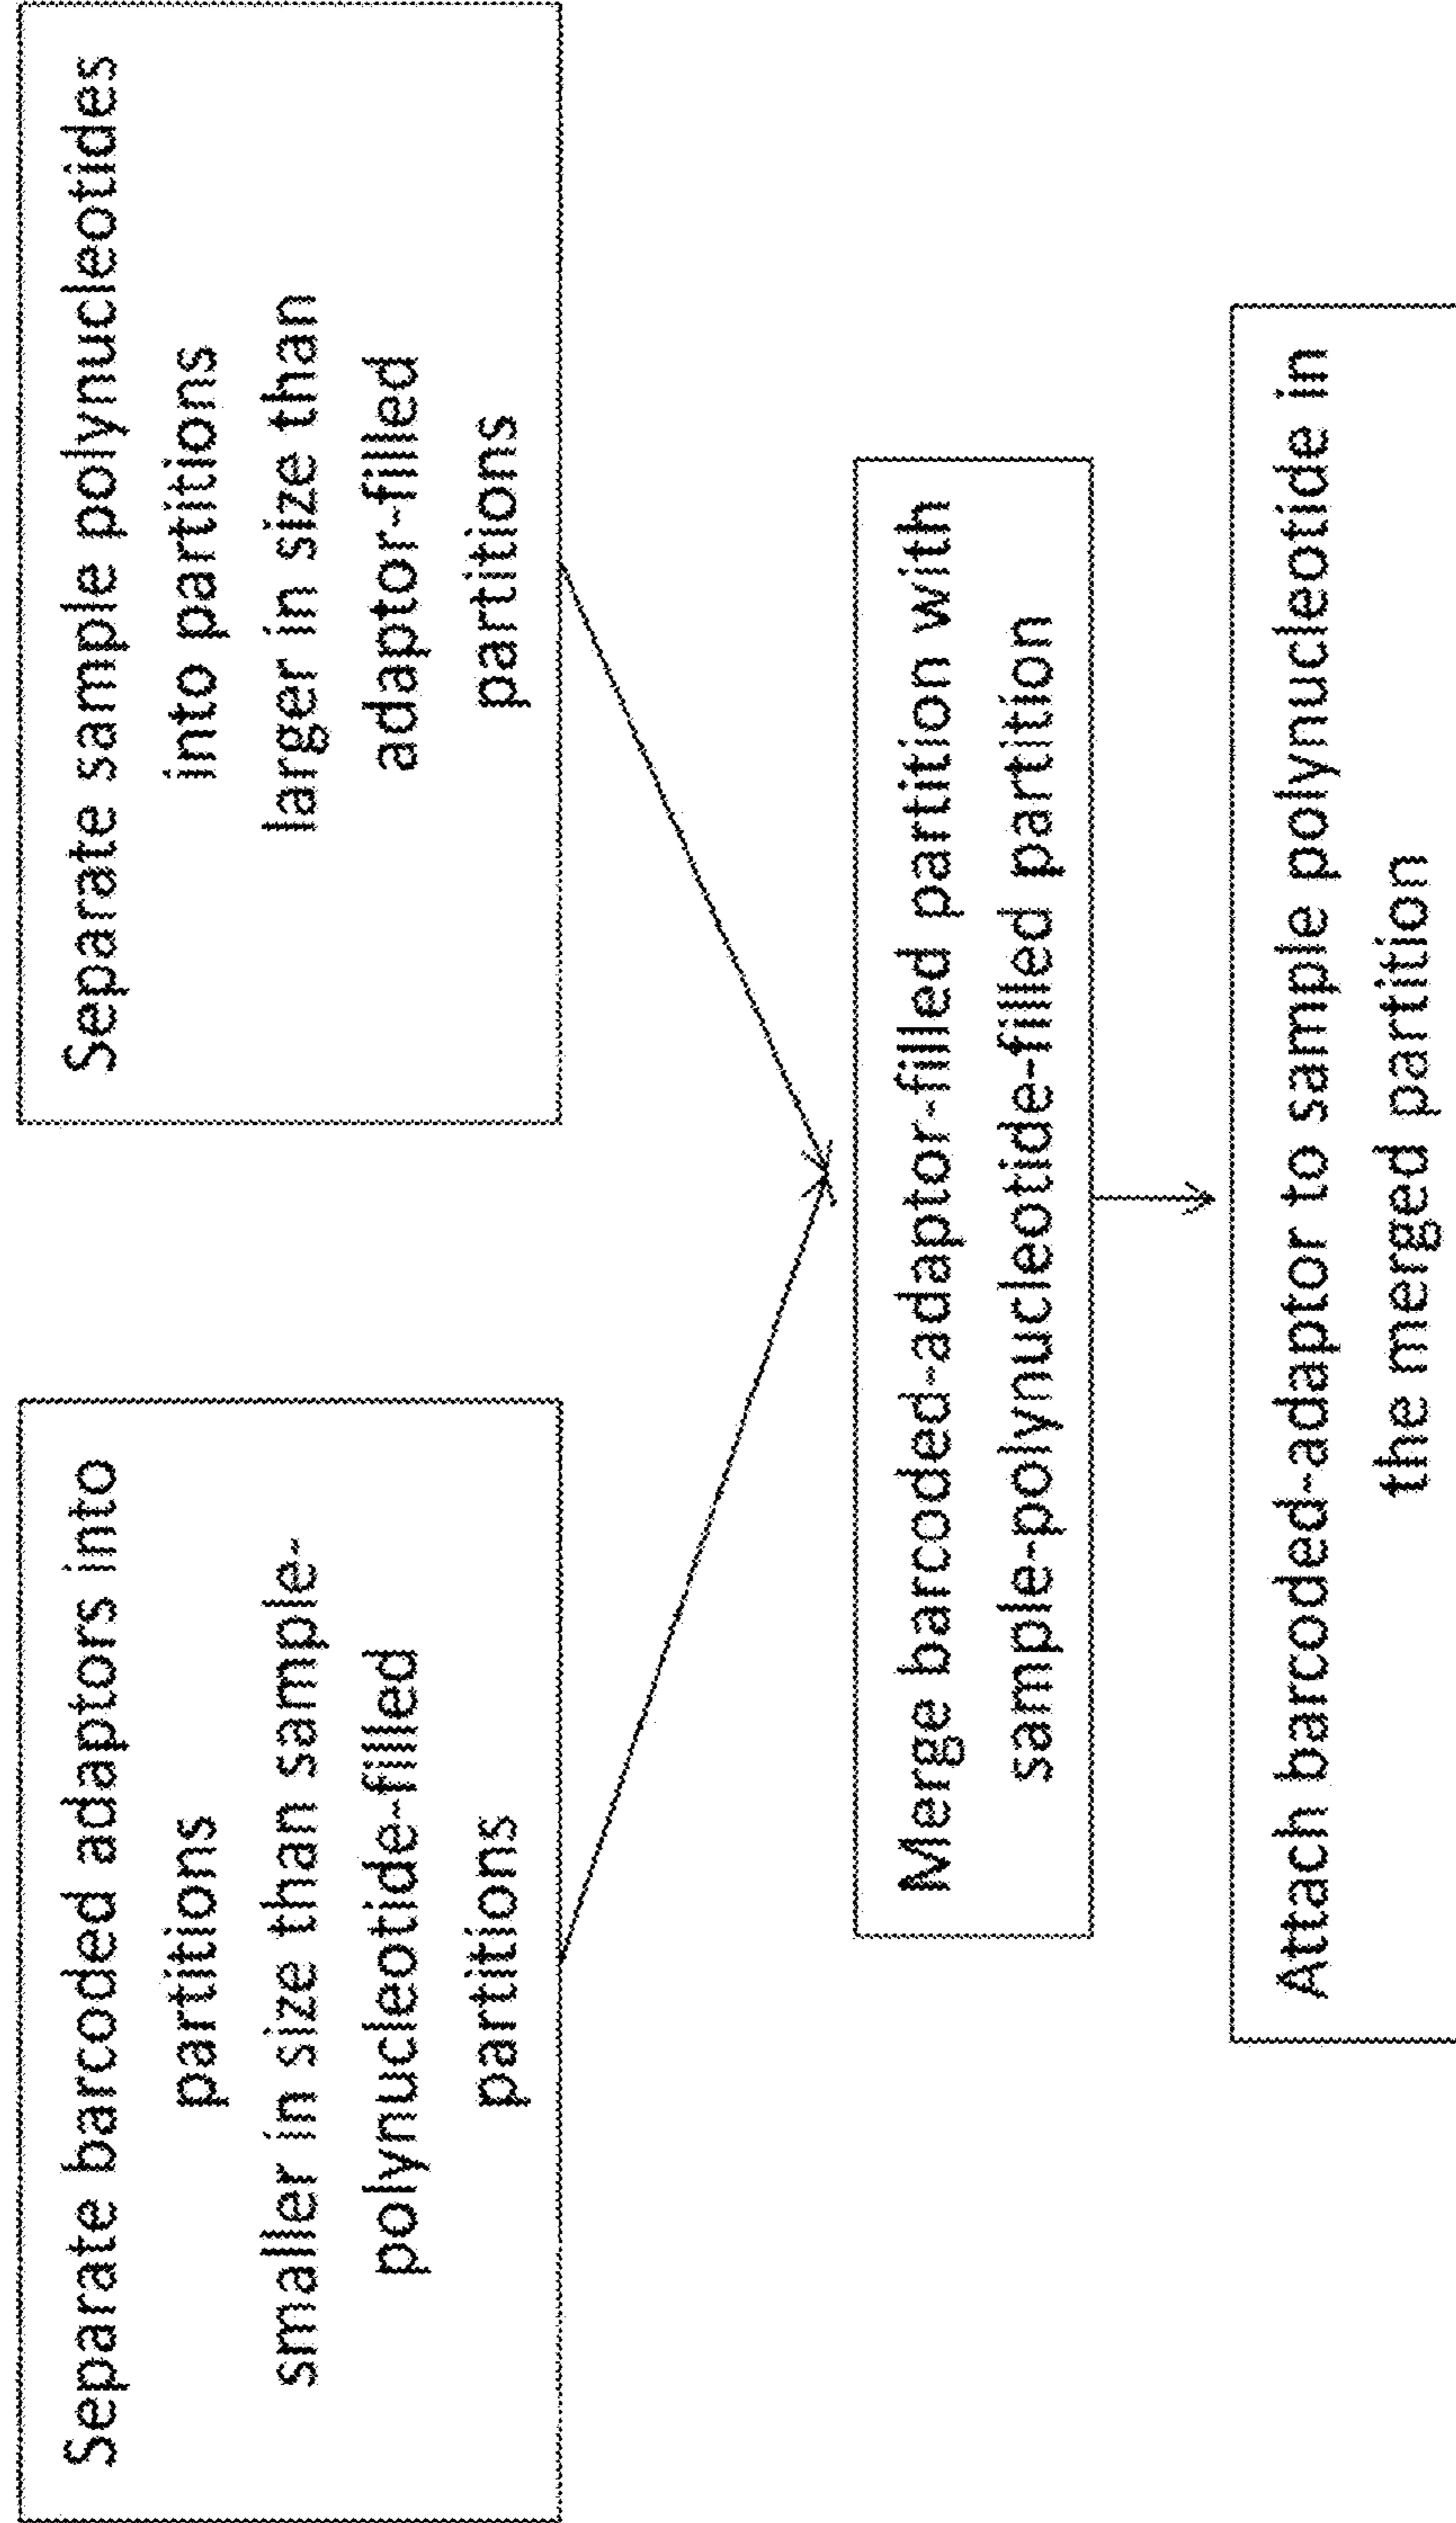 Separate barcoded adaptors into
partitions
smaller in size than sample-
polynucleotide-filled
partitions
Separate sample polynucleotides
into partitions
larger in size than
adaptor-filled
partitions
Merge barcoded-adaptor-filled partition with
sample-polynucleotide-filled partition
Attach barcoded-adaptor to sample polynucleotide in
the merged partition